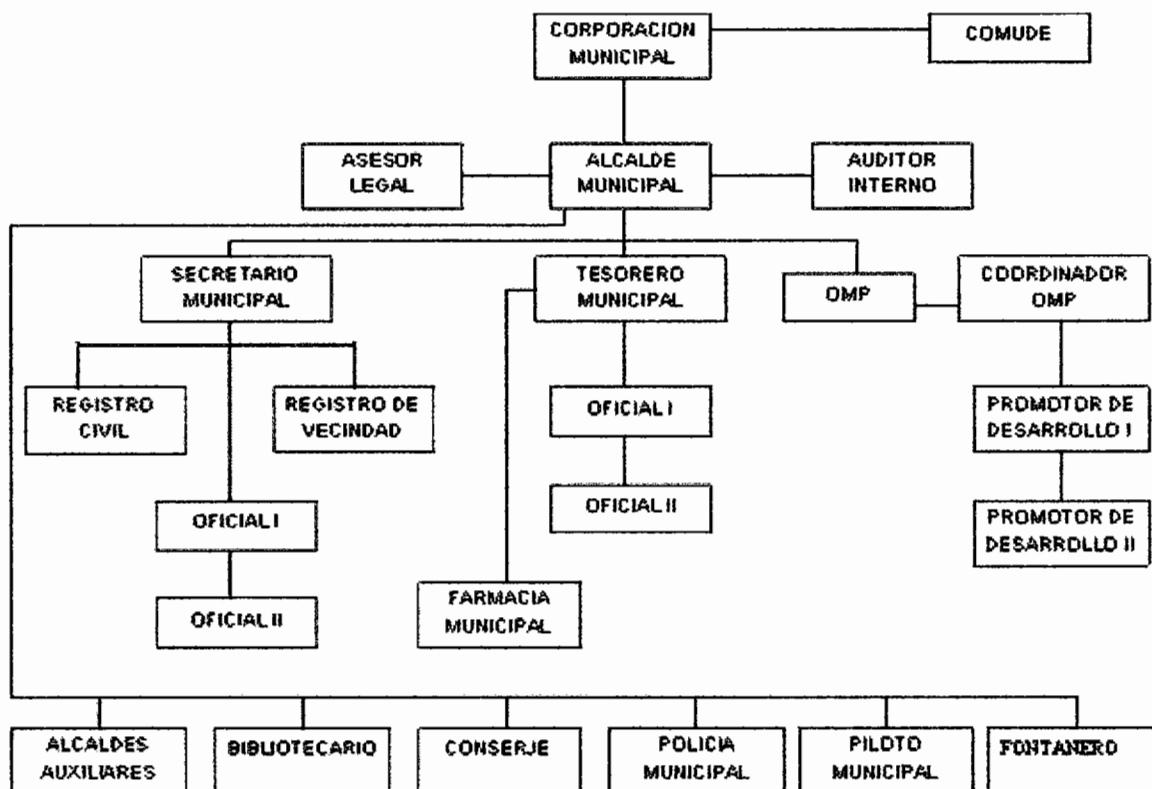 CORPORACION
MUNICIPAL
COMUDE
ASESOR
LEGAL
ALCALDE
MUNICIPAL
AUDITOR
INTERNO
SECRETARIO
MUNICIPAL
TESORERO
MUNICIPAL
OMP
COORDINADOR
OMP
REGISTRO
CIVIL
REGISTRO DE
VECINDAD
OFICIAL I
PROMOTOR DE
DESARROLLO I
OFICIAL I
OFICIAL II
PROMOTOR DE
DESARROLLO II
OFICIAL II
FARMACIA
MUNICIPAL
ALCALDES
AUXILIARES
BIBLIOTECARIO
CONSERJE
POLICIA
MUNICIPAL
PILOTO
MUNICIPAL
FONTANERO